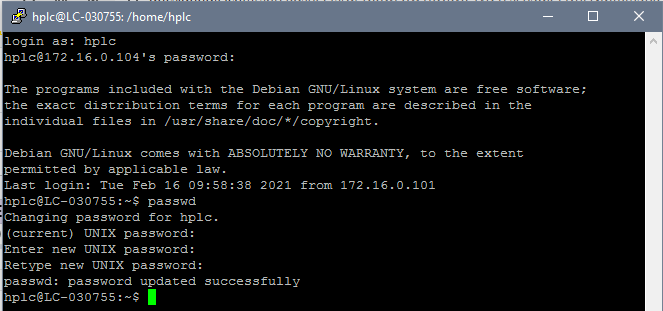 hplc@LC-030755: /home/hplc
login as: hplc
hplc@172.16.0.104's password:
The programs included with the Debian GNU/Linux system are free software;
the exact distribution terms for each program are described in the
individual files in /usr/share/doc/*/copyright.
Debian GNU/Linux comes with ABSOLUTELY NO WARRANTY, to the extent
permitted by applicable law.
Last login: Tue Feb 16 09:58:38 2021 from 172.16.0.101
hplc@LC-030755:~$ passwd
Changing password for hplc.
(current) UNIX password:
Enter new UNIX password:
Retype new UNIX password:
passwd: password updated successfully
hplc@LC-030755:~$